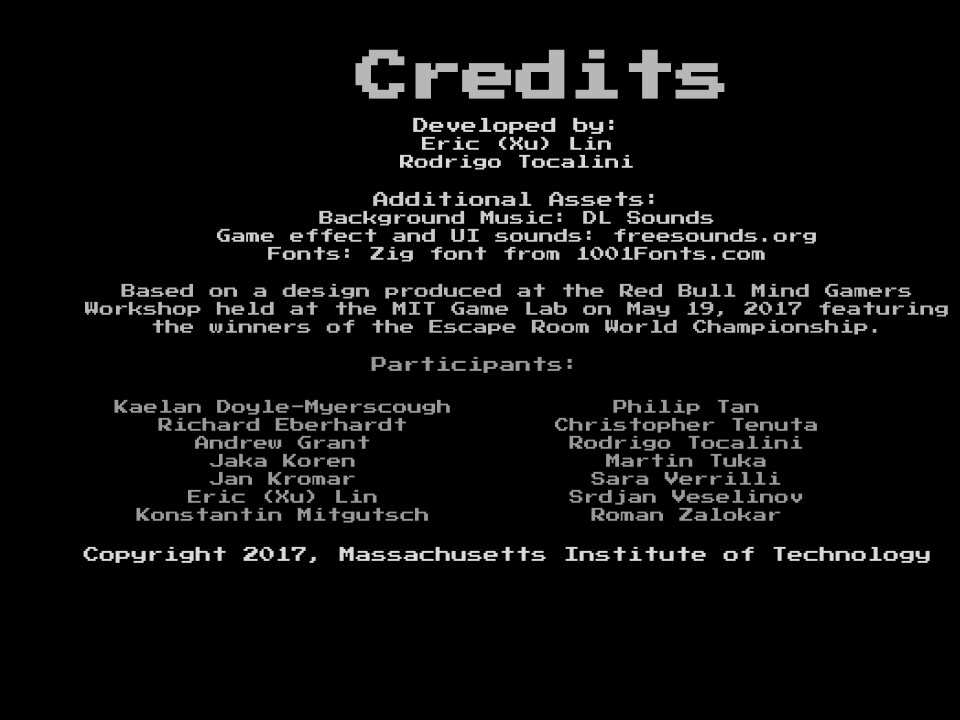 Credits
Developed by:
Eric (Xu) Lin
Rodrigo Tocalini
Additional Assets:
Background Music: DL Sounds
Game effect and UI sounds: freesounds.org
Fonts: Zig font from 1001Fonts.com
Based on a design produced at the Red Bull Mind Gamers
Workshop held at the MIT Game Lab on May 19, 2017 featuring
the winners of the Escape Room World Championship.
Participants:
Kaelan Doyle-Myerscough
Richard Eberhardt
Andrew Grant
Jaka Koren
Jan Kromar
Eric (Xu) Lin
Konstantin Mitgutsch
Philip Tan
Christopher Tenuta
Rodrigo Tocalini
Martin Tuka
Sara Verrilli
Srdjan Veselinov
Roman Zalokar
Copyright 2017, Massachusetts Institute of Technology